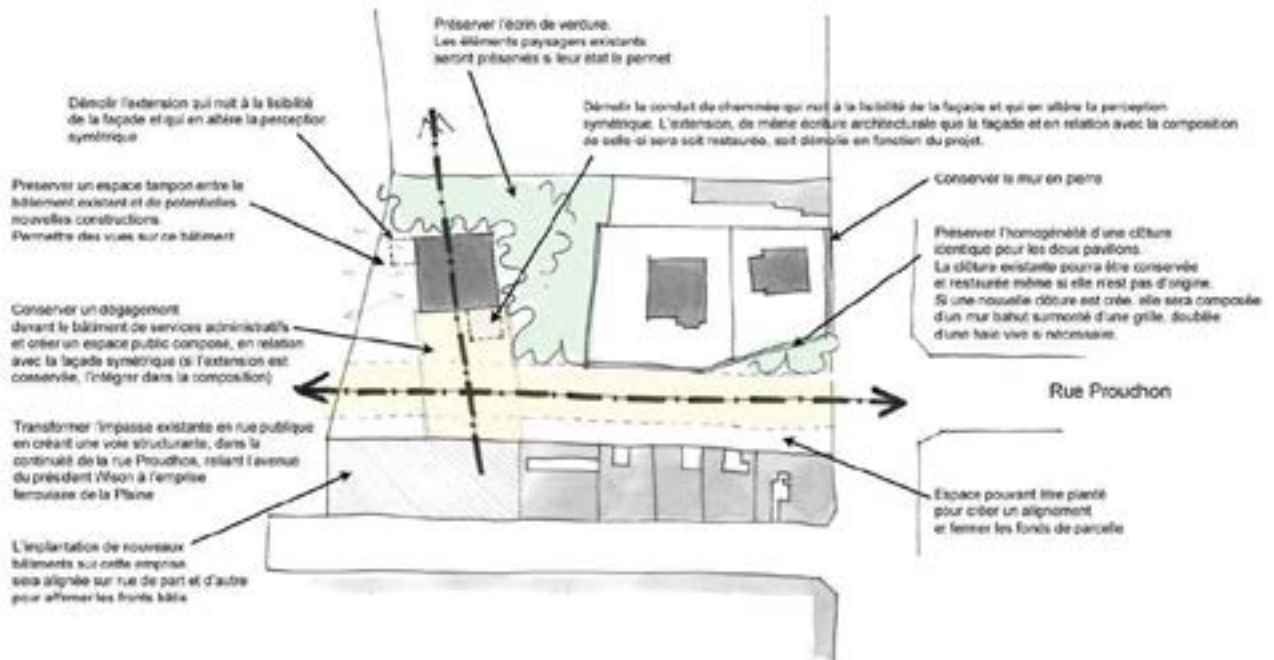 Préserver l'écrin de verdure.
Les éléments paysagers existants
seront préservés si leur état le permet
Démolir l'extension qui nuit à la lisibilité
de la façade et qui en altère la perception
symétrique
Démolir le conduit de cheminée qui nuit à la lisibilité de la façade et qui en altère la perception
symétrique. L'extension, de même écriture architecturale que la façade et en relation avec la composition
de celle-ci sera soit restaurée, soit démolie en fonction du projet.
Préserver un espace tampon entre le
bâtiment existant et de potentielles
nouvelles constructions.
Permettre des vues sur ce bâtiment
Conserver le mur en pierre
Préserver l'homogénéité d'une clôture
identique pour les deux pavillons.
La clôture existante pourra être conservée
et restaurée même si elle n'est pas d'origine.
Si une nouvelle clôture est crée, elle sera composée
d'un mur bahut surmonté d'une grille, doublée
d'une haie vive si nécessaire.
Conserver un dégagement
devant le bâtiment de services administratifs
et créer un espace public composé, en relation
avec la façade symétrique (si l'extension est
conservée, l'intégrer dans la composition)
Rue Proudhon
Transformer l'impasse existante en rue publique
en créant une voie structurante, dans la
continuité de la rue Proudhon, reliant l'avenue
du président Wilson à l'emprise
ferroviaire de la Plaine
Espace pouvant être planté
pour créer un alignement
et fermer les fonds de parcelle
L'implantation de nouveaux
bâtiments sur cette emprise
sera alignée sur rue de part et d'autre
pour affirmer les fronts bâtis